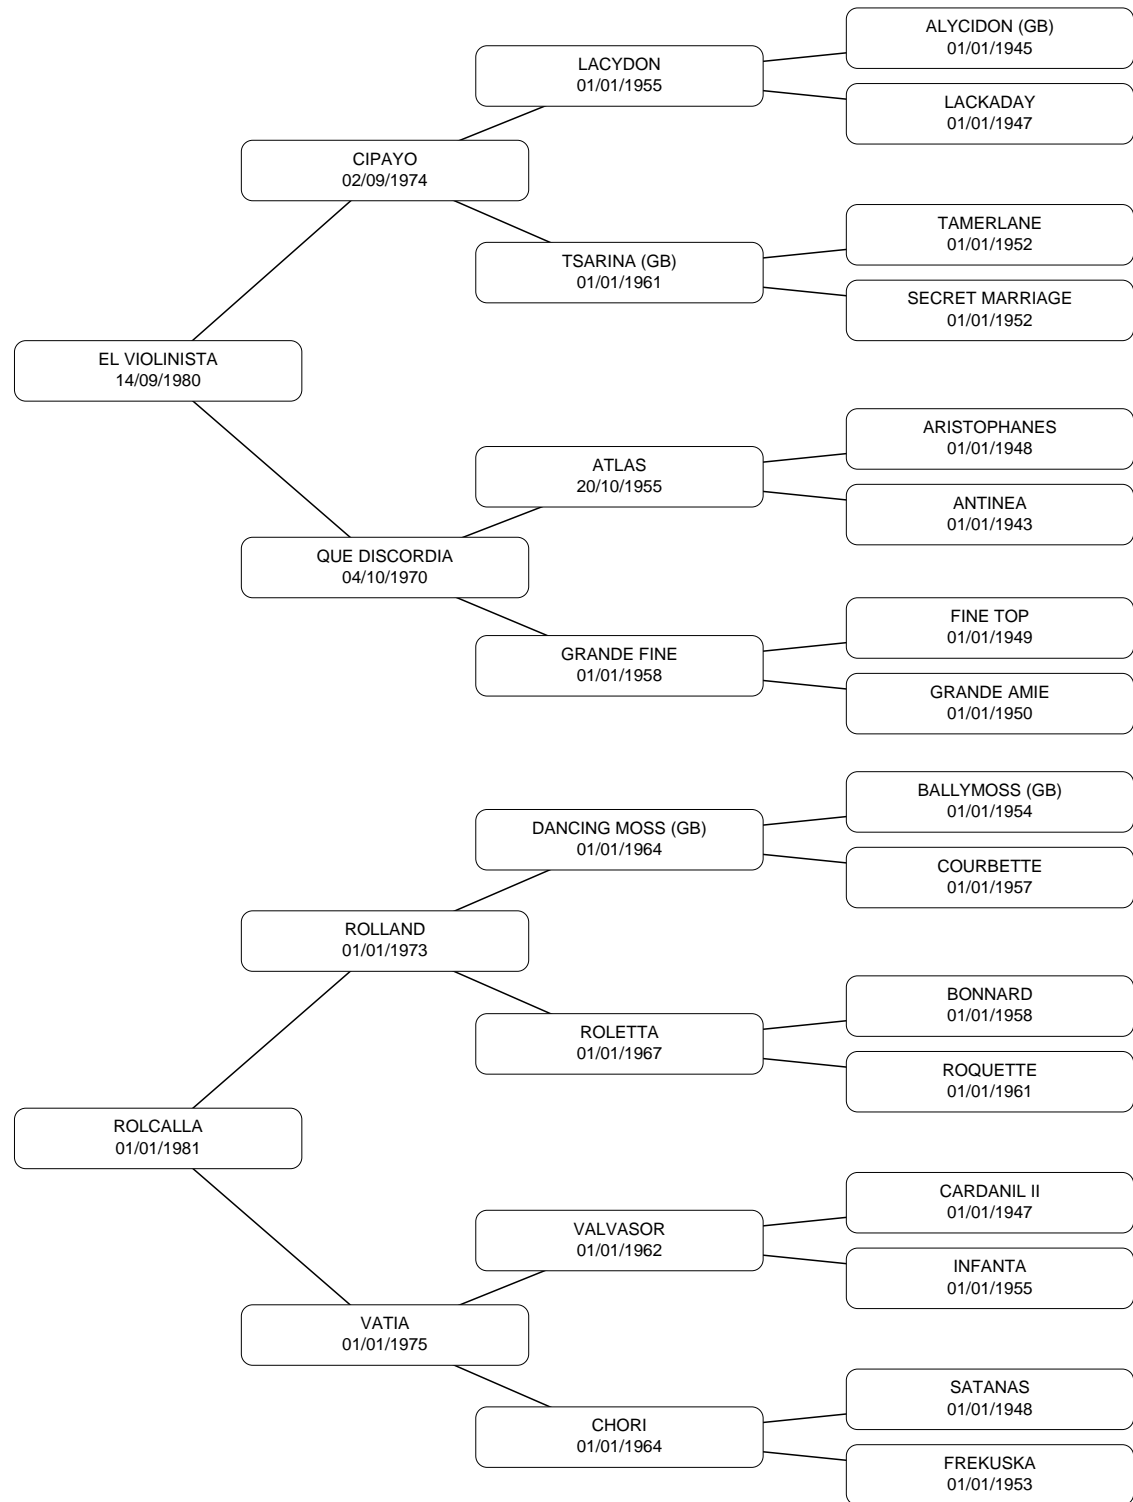 ALYCIDON (GB)
01/01/1945
LACYDON
01/01/1955
LACKADAY
01/01/1947
CIPAYO
02/09/1974
TAMERLANE
01/01/1952
TSARINA (GB)
01/01/1961
SECRET MARRIAGE
01/01/1952
EL VIOLINISTA
14/09/1980
ARISTOPHANES
01/01/1948
ATLAS
20/10/1955
ANTINEA
01/01/1943
QUE DISCORDIA
04/10/1970
FINE TOP
01/01/1949
GRANDE FINE
01/01/1958
GRANDE AMIE
01/01/1950
BALLYMOSS (GB)
01/01/1954
DANCING MOSS (GB)
01/01/1964
COURBETTE
01/01/1957
ROLLAND
01/01/1973
BONNARD
01/01/1958
ROLETTA
01/01/1967
ROQUETTE
01/01/1961
ROLCALLA
01/01/1981
CARDANIL II
01/01/1947
VALVASOR
01/01/1962
INFANTA
01/01/1955
VATIA
01/01/1975
SATANAS
01/01/1948
CHORI
01/01/1964
FREKUSKA
01/01/1953